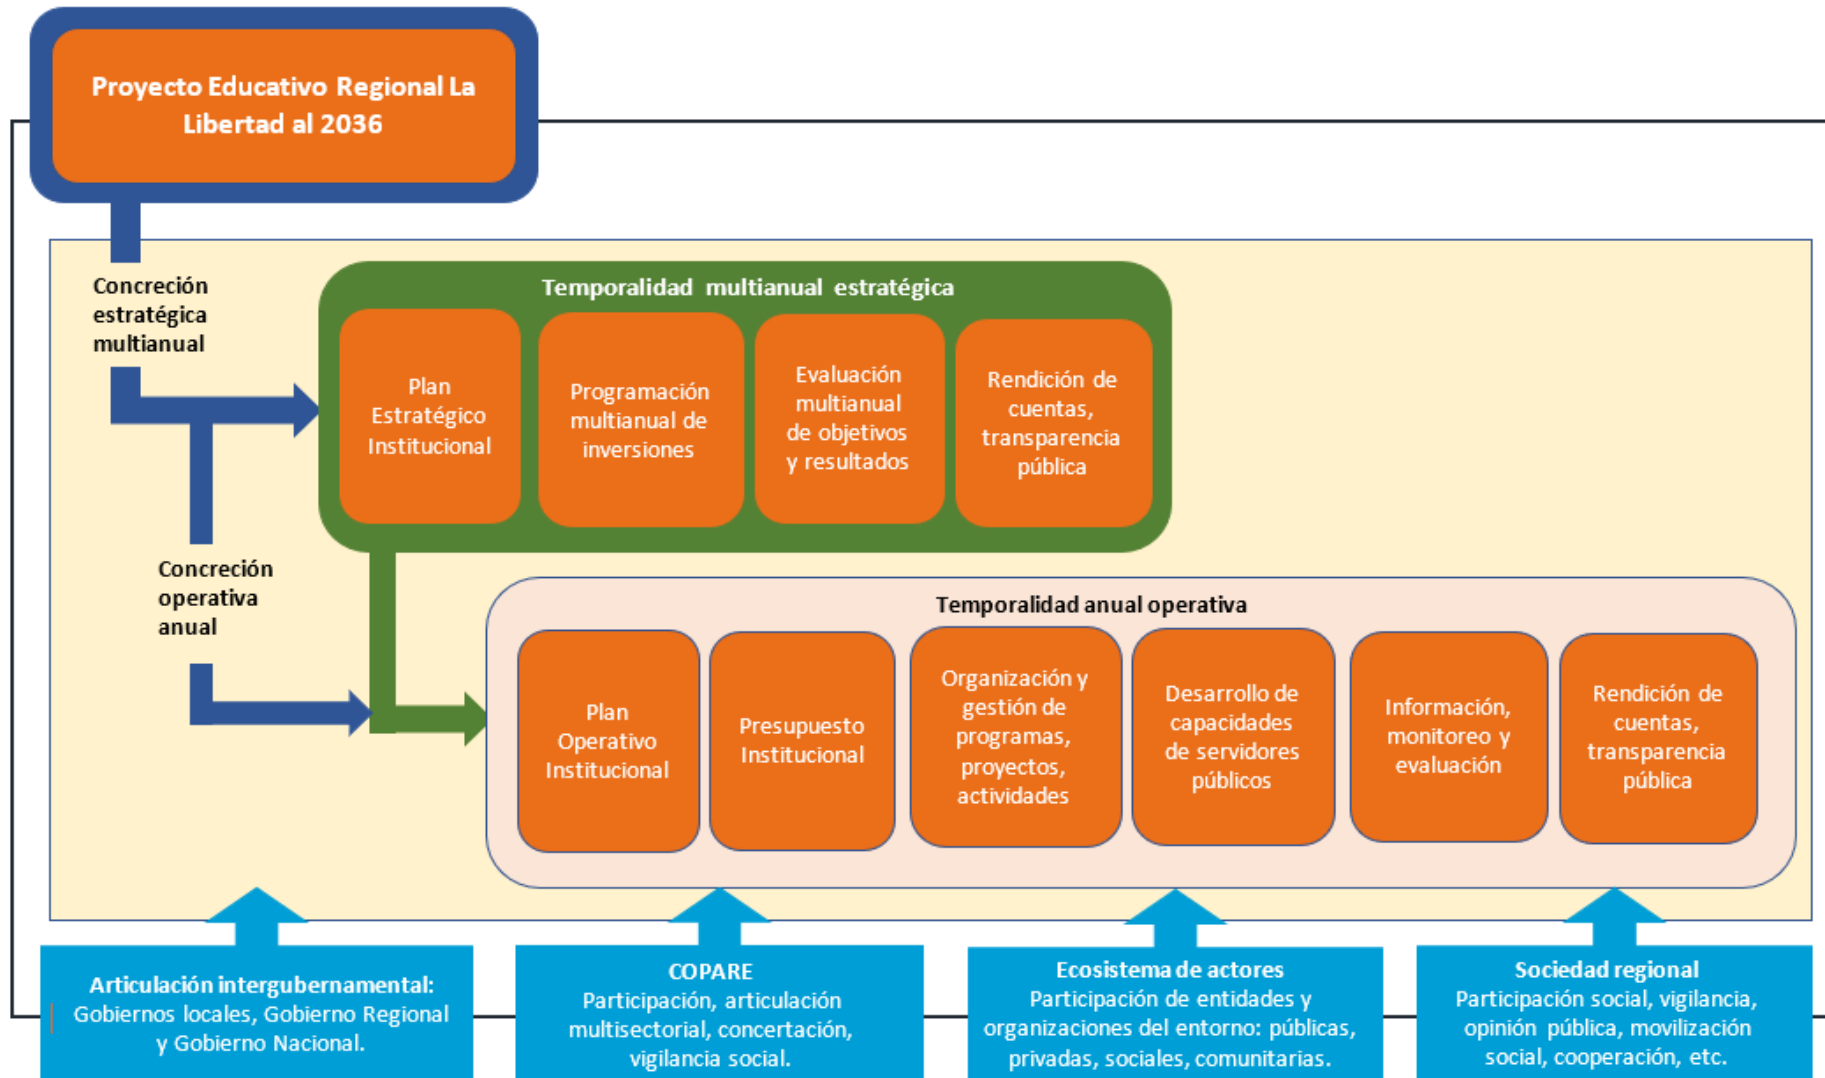 Proyecto Educativo Regional La
Libertad al 2036
Concreción
estratégica
multianual
Temporalidad multianual estratégica
Plan
Estratégico
Institucional
Programación
multianual de
inversiones
Evaluación
multianual
de objetivos
y resultados
Rendición de
cuentas,
transparencia
pública
Concreción
operativa
anual
Temporalidad anual operativa
Plan
Operativo
Institucional
Presupuesto
Institucional
Organización y
gestión de
programas,
proyectos,
actividades
Desarrollo de
capacidades
de servidores
públicos
Información,
monitoreo y
evaluación
Rendición de
cuentas,
transparencia
pública
Articulación intergubernamental:
Gobiernos locales, Gobierno Regional
y Gobierno Nacional.
COPARE
Participación, articulación
multisectorial, concertación,
vigilancia social.
Ecosistema de actores
Participación de entidades y
organizaciones del entorno: públicas,
privadas, sociales, comunitarias.
Sociedad regional
Participación social, vigilancia,
opinión pública, movilización
social, cooperación, etc.